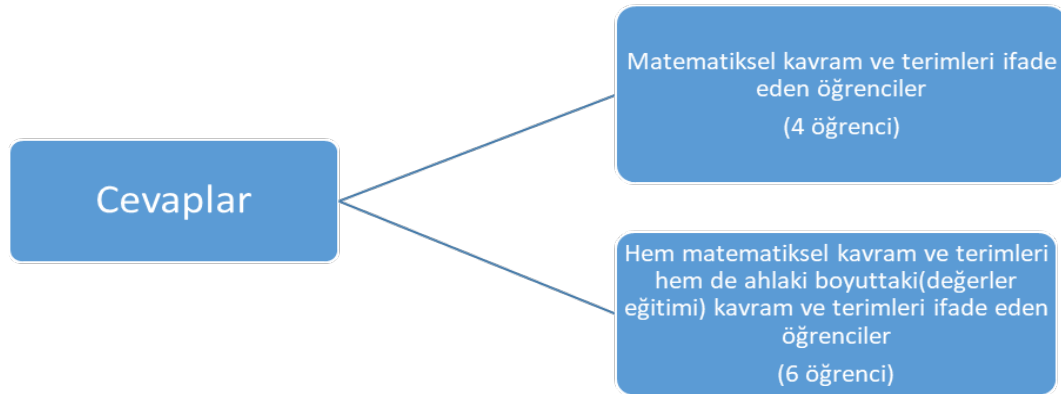 Cevaplar
Matematiksel kavram ve terimleri ifade
eden öğrenciler
(4 öğrenci)
Hem matematiksel kavram ve terimleri
hem de ahlaki boyuttaki(değerler
eğitimi) kavram ve terimleri ifade eden
öğrenciler
(6 öğrenci)